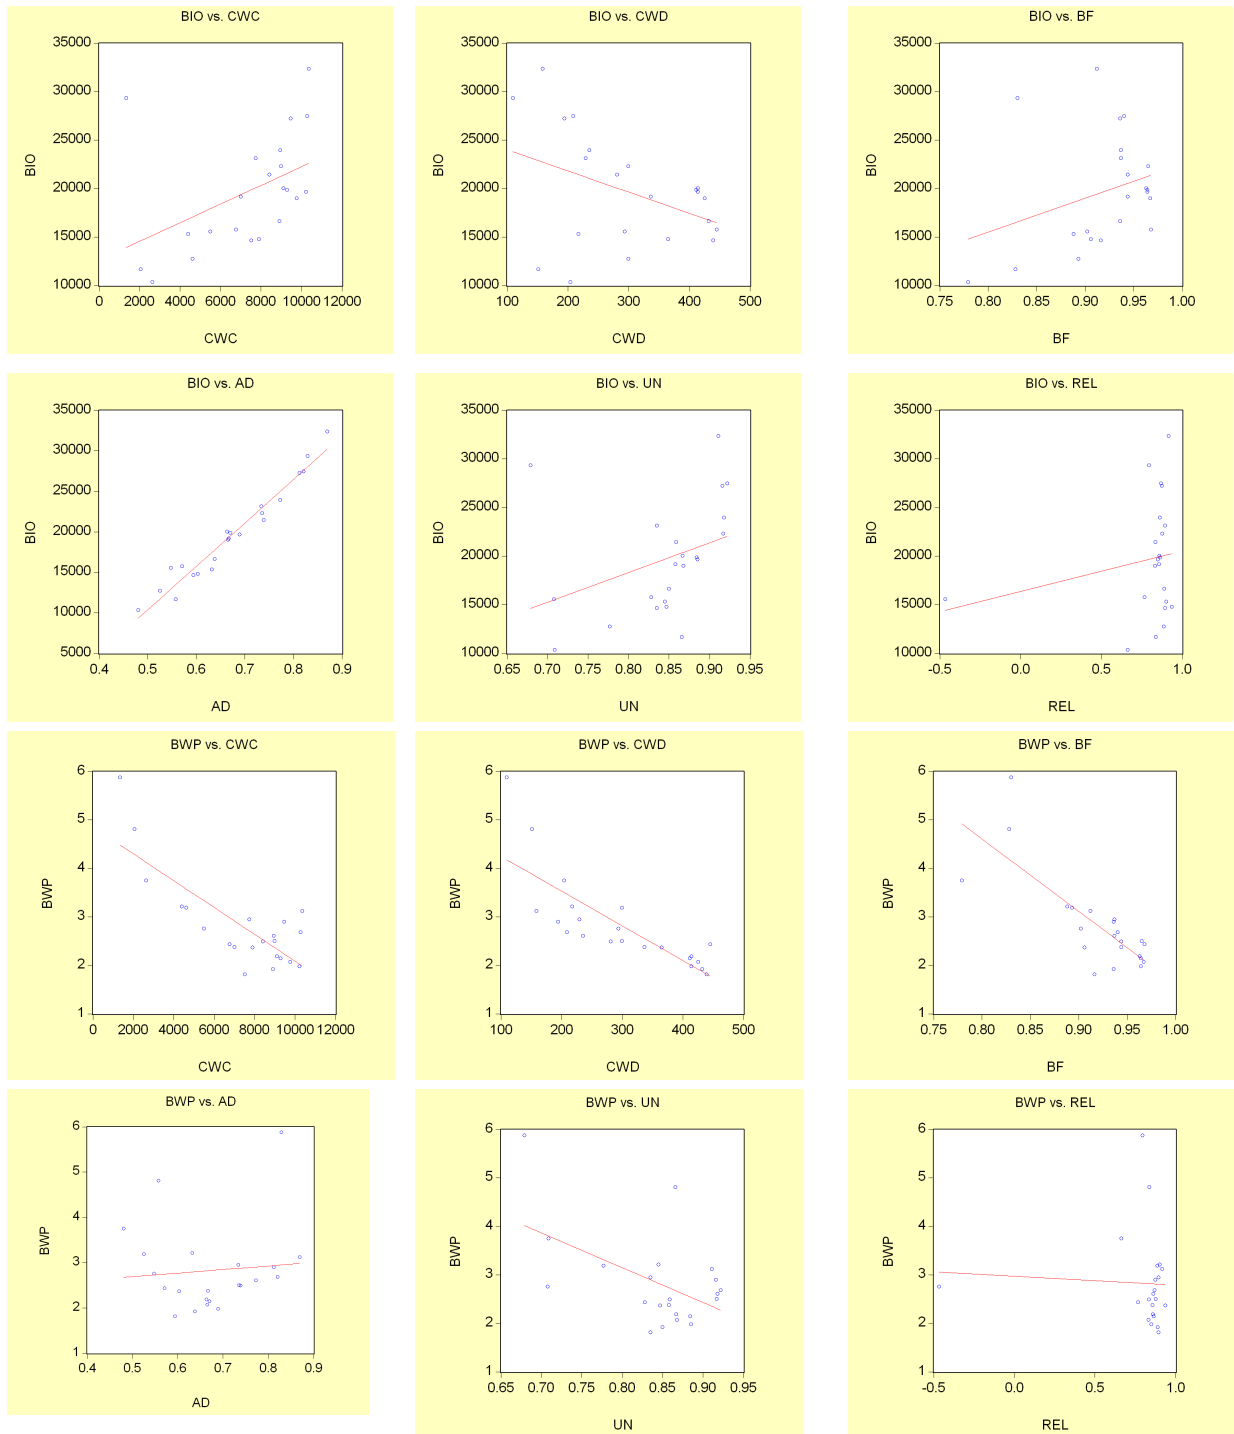 BIO vs. CWC
35000
30000
25000
BIO
20000
15000
10000
0 2000 4000 6000 8000 10000 12000
CWC
BIO vs. CWD
35000
30000
25000
BIO
20000
15000
10000
100 200 300 400 500
CWD
BIO vs. BF
35000
30000
25000
BIO
20000
15000
10000
0.75 0.80 0.85 0.90 0.95 1.00
BF
BIO vs. AD
35000
30000
25000
BIO
20000
15000
10000
5000
0.4 0.5 0.6 0.7 0.8 0.9
AD
BIO vs. UN
35000
30000
25000
BIO
20000
15000
10000
0.65 0.70 0.75 0.80 0.85 0.90 0.95
UN
BIO vs. REL
35000
30000
25000
BIO
20000
15000
10000
-0.5 0.0 0.5 1.0
REL
BWP vs. CWC
6
5
4
BWP
3
2
1
0 2000 4000 6000 8000 10000 12000
CWC
BWP vs. CWD
6
5
4
BWP
3
2
1
100 200 300 400 500
CWD
BWP vs. BF
6
5
4
BWP
3
2
1
0.75 0.80 0.85 0.90 0.95 1.00
BF
BWP vs. AD
6
5
4
BWP
3
2
1
0.4 0.5 0.6 0.7 0.8 0.9
AD
BWP vs. UN
6
5
4
BWP
3
2
1
0.65 0.70 0.75 0.80 0.85 0.90 0.95
UN
BWP vs. REL
6
5
4
BWP
3
2
1
-0.5 0.0 0.5 1.0
REL